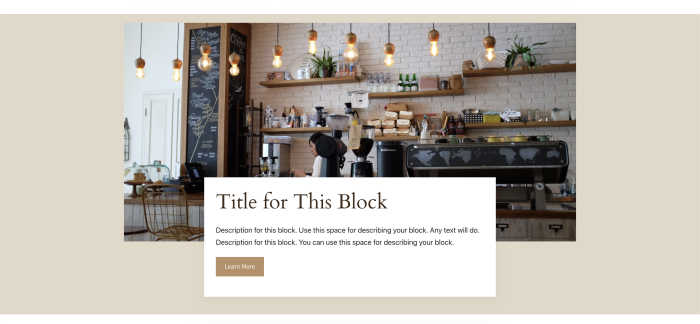 Title for This Block
Description for this block. Use this space for describing your block. Any text will do.
Description for this block. You can use this space for describing your block.
Learn More